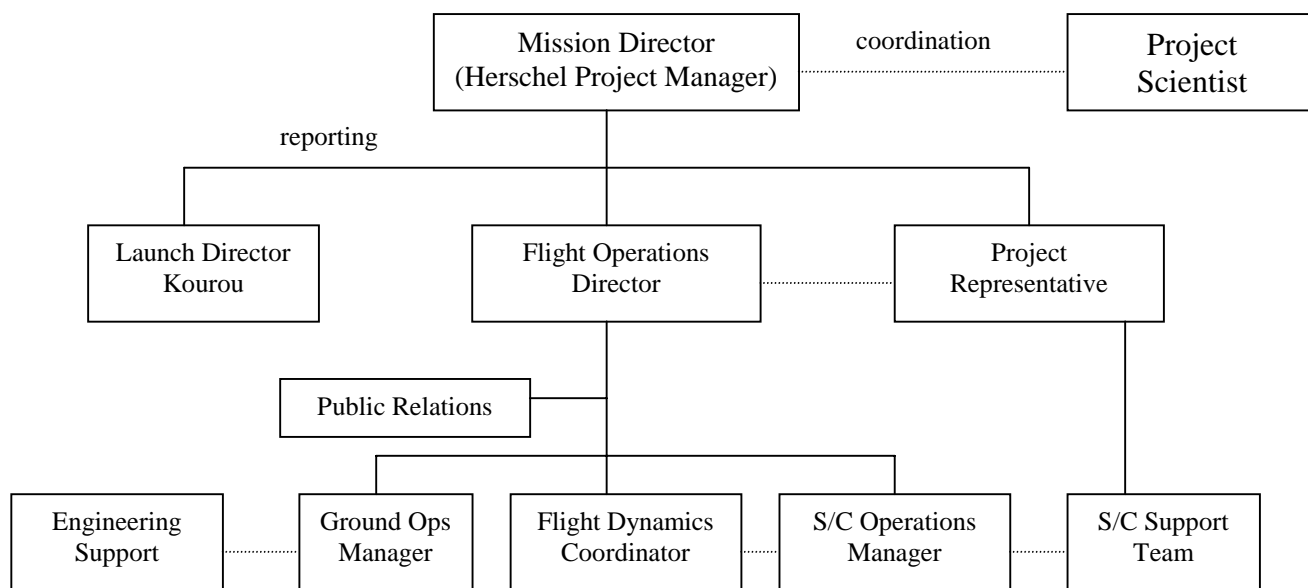 Mission Director
(Herschel Project Manager)
coordination
Project
Scientist
reporting
Launch Director
Kourou
Flight Operations
Director
Project
Representative
Public Relations
Engineering
Support
Ground Ops
Manager
Flight Dynamics
Coordinator
S/C Operations
Manager
S/C Support
Team